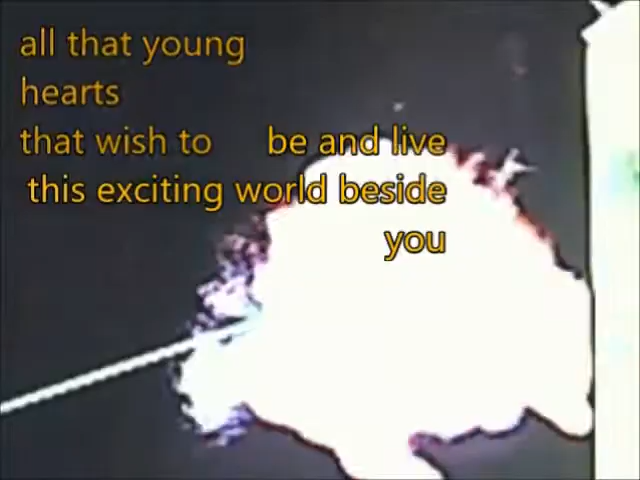 all that young
hearts
that wish to be and live
this exciting world beside
you